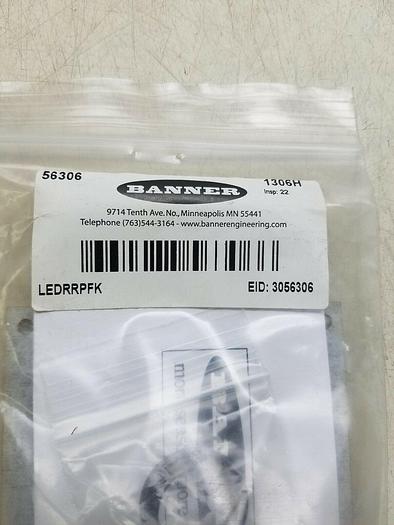 56306
BANNER
1306H
Insp: 22
9714 Tenth Ave. No., Minneapolis MN 55441
Telephone (763)544-3164 - www.bannerengineering.com
LEDRRPFK
EID: 3056306